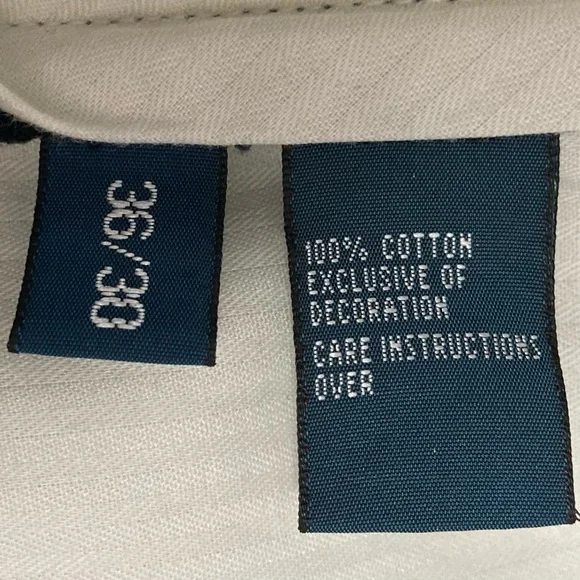 36/30
100% COTTON
EXCLUSIVE OF
DECORATION
CARE INSTRUCTIONS
OVER